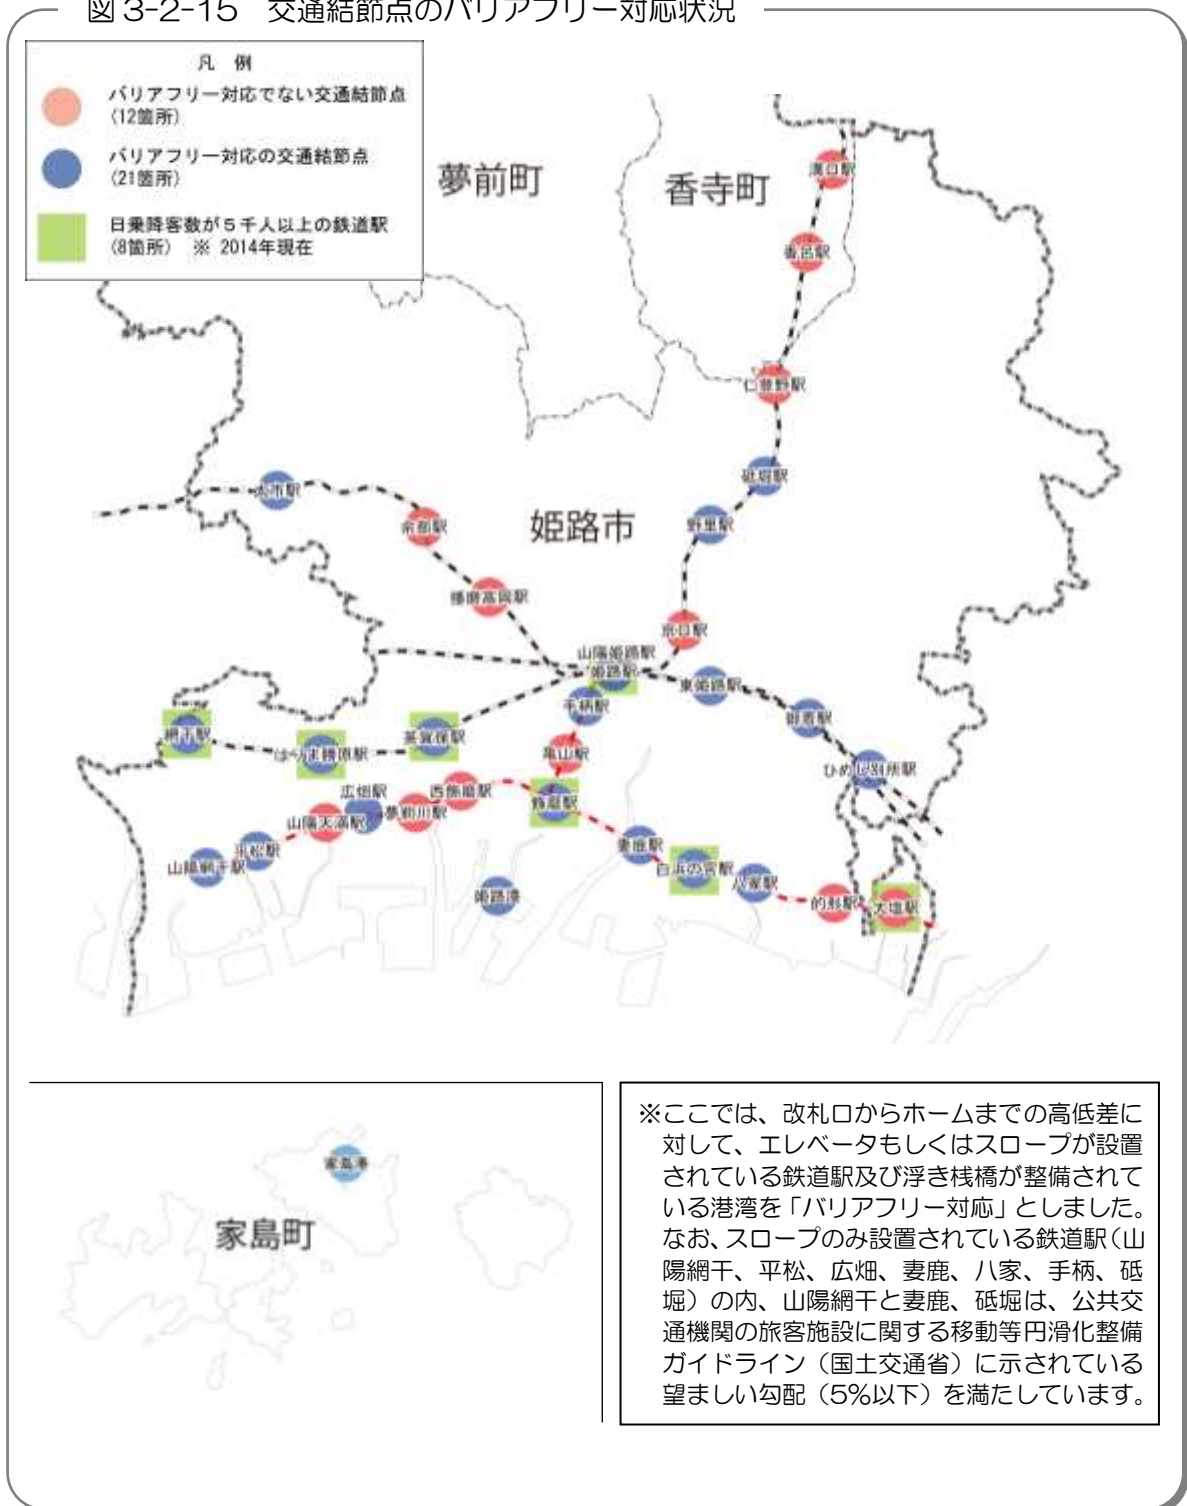 図 3-2-15 交通結節点のバリアフリー対応状況
凡 例
バリアフリー対応でない交通結節点
(12箇所)
バリアフリー対応の交通結節点
(21箇所)
日乗降客数が5千人以上の鉄道駅
(8箇所) ※ 2014年現在
夢前町
香寺町
溝口駅
香呂駅
仁豊野駅
砥堀駅
野里駅
太市駅
余部駅
姫路市
播磨高岡駅
京口駅
山陽姫路駅
姫路駅
東姫路駅
手柄駅
御着駅
網干駅
はりま勝原駅
英賀保駅
亀山駅
ひめじ別所駅
広畑駅
西飾磨駅
飾磨駅
山陽天満駅
夢前川駅
平松駅
山陽網干駅
妻鹿駅
白浜の宮駅
八家駅
姫路港
的形駅
大塩駅
家島港
家島町
※ここでは、改札口からホームまでの高低差に
対して、エレベータもしくはスロープが設置
されている鉄道駅及び浮き桟橋が整備されて
いる港湾を「バリアフリー対応」としました。
なお、スロープのみ設置されている鉄道駅(山
陽網干、平松、広畑、妻鹿、八家、手柄、砥
堀)の内、山陽網干と妻鹿、砥堀は、公共交
通機関の旅客施設に関する移動等円滑化整備
ガイドライン(国土交通省)に示されている
望ましい勾配(5%以下)を満たしています。